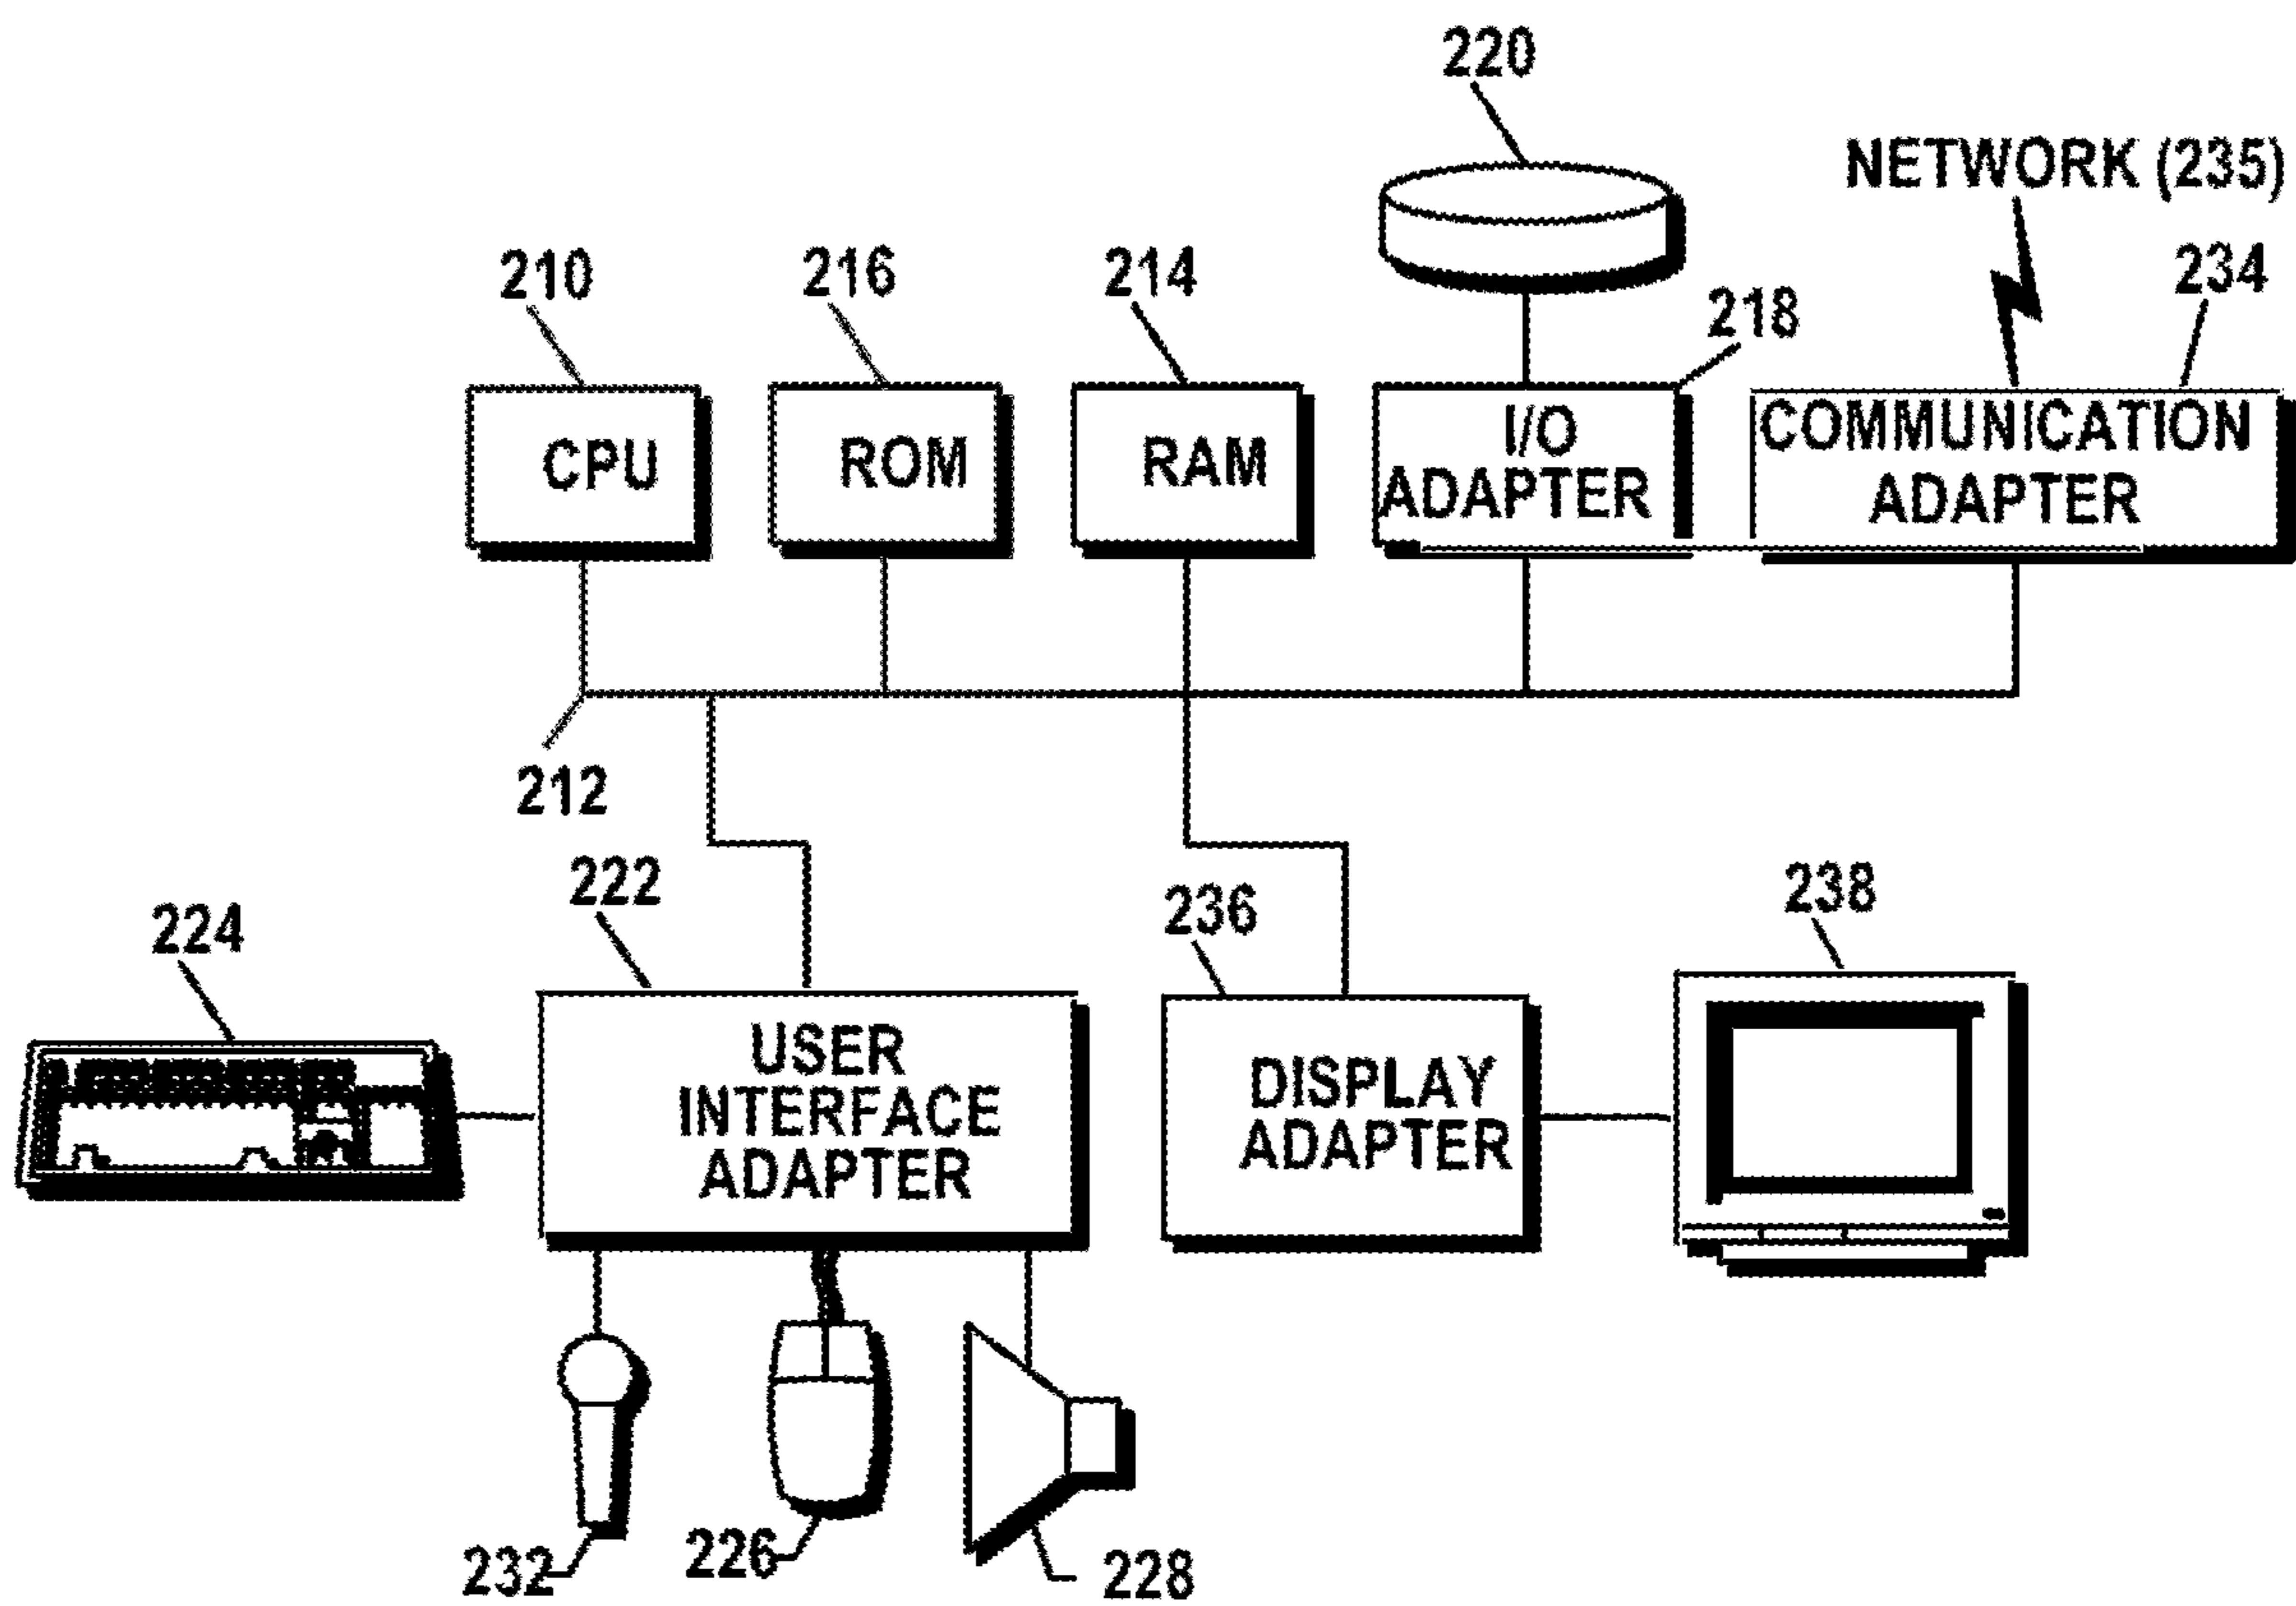 220
NETWORK (235)
210
216
214
218
234
CPU
ROM
RAM
I/O
ADAPTER
COMMUNICATION
ADAPTER
212
222
224
236
238
USER
INTERFACE
ADAPTER
DISPLAY
ADAPTER
232
226
228